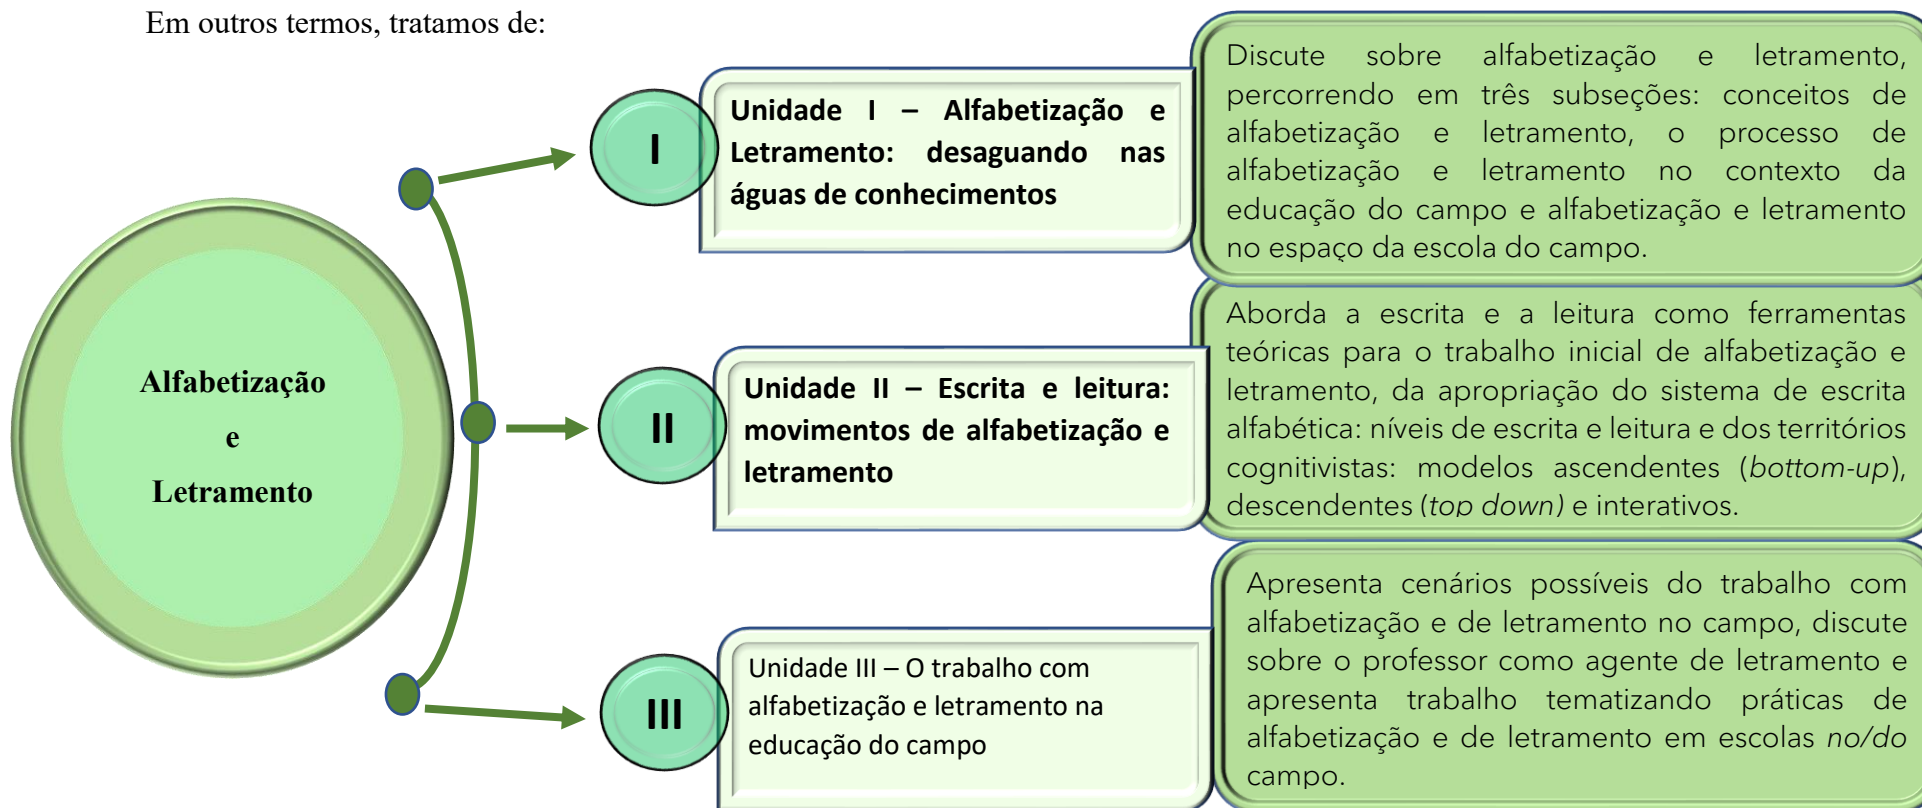 Em outros termos, tratamos de:
Alfabetização
e
Letramento
I
Unidade I – Alfabetização e
Letramento: desaguando nas
águas de conhecimentos
Discute sobre alfabetização e letramento,
percorrendo em três subseções: conceitos de
alfabetização e letramento, o processo de
alfabetização e letramento no contexto da
educação do campo e alfabetização e letramento
no espaço da escola do campo.
II
Unidade II – Escrita e leitura:
movimentos de alfabetização e
letramento
Aborda a escrita e a leitura como ferramentas
teóricas para o trabalho inicial de alfabetização e
letramento, da apropriação do sistema de escrita
alfabética: níveis de escrita e leitura e dos territórios
cognitivistas: modelos ascendentes (bottom-up),
descendentes (top down) e interativos.
III
Unidade III – O trabalho com
alfabetização e letramento na
educação do campo
Apresenta cenários possíveis do trabalho com
alfabetização e de letramento no campo, discute
sobre o professor como agente de letramento e
apresenta trabalho tematizando práticas de
alfabetização e de letramento em escolas no/do
campo.